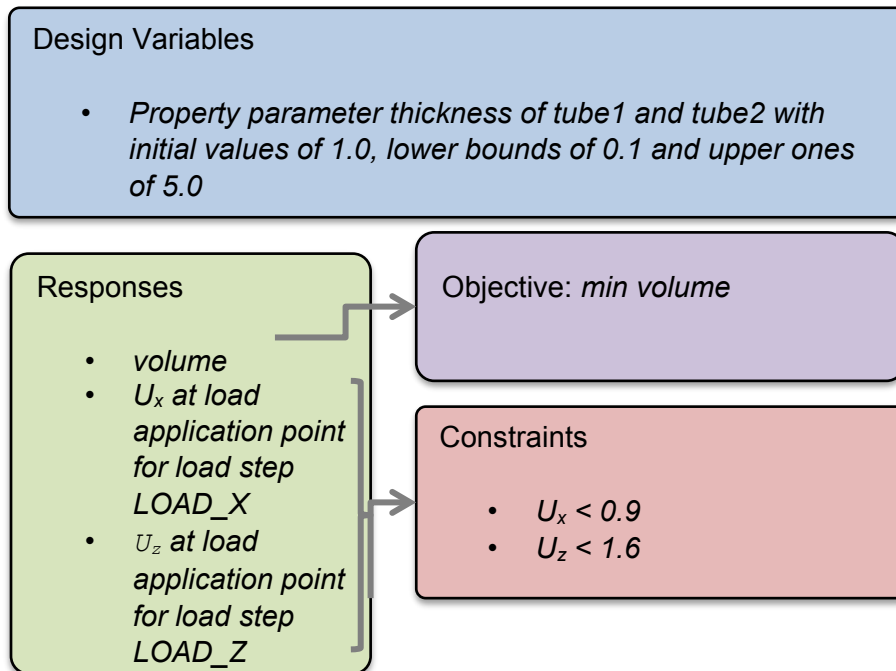 Design Variables
• Property parameter thickness of tube1 and tube2 with
initial values of 1.0, lower bounds of 0.1 and upper ones
of 5.0
Responses
• volume
• Ux at load
application point
for load step
LOAD_X
• Uz at load
application point
for load step
LOAD_Z
Objective: min volume
Constraints
• Ux < 0.9
• Uz < 1.6